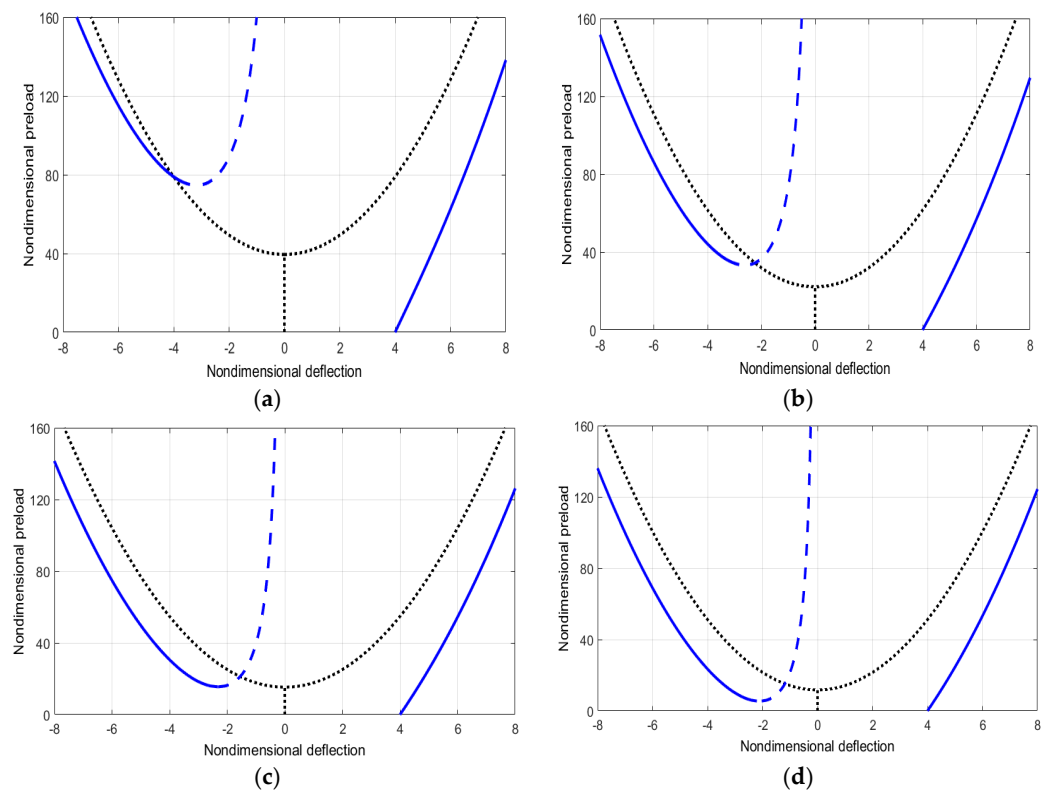 160
120
80
40
0
Nondimensional preload
-8 -6 -4 -2 0 2 4 6 8
Nondimensional deflection
(a)
160
120
80
40
0
Nondimensional preload
-8 -6 -4 -2 0 2 4 6 8
Nondimensional deflection
(b)
160
120
80
40
0
Nondimensional preload
-8 -6 -4 -2 0 2 4 6 8
Nondimensional deflection
(c)
160
120
80
40
0
Nondimensional preload
-8 -6 -4 -2 0 2 4 6 8
Nondimensional deflection
(d)